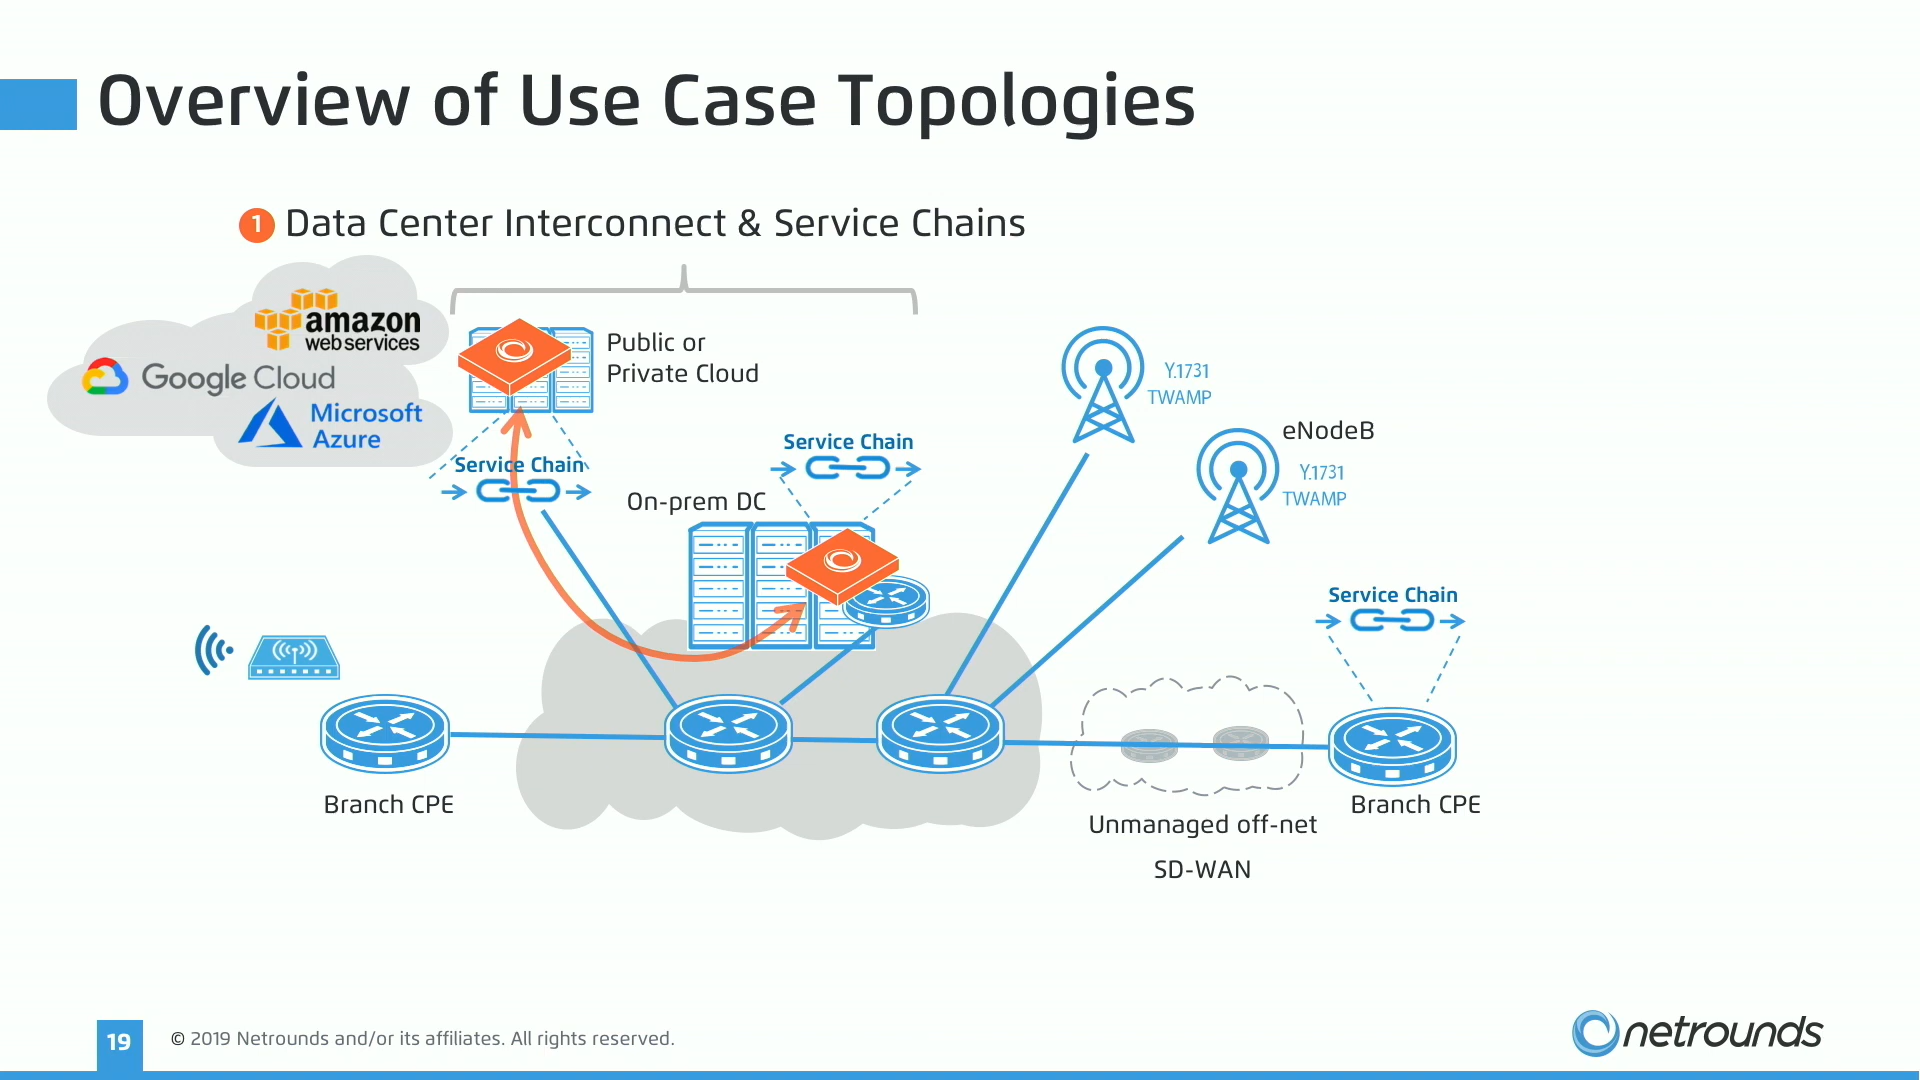 Overview of Use Case Topologies
1 Data Center Interconnect & Service Chains
amazon
web services
Google Cloud
Microsoft
Azure
Public or
Private Cloud
Service Chain
On-prem DC
Service Chain
Y.1731
TWAMP
eNodeB
Y.1731
TWAMP
Service Chain
Branch CPE
Unmanaged off-net
SD-WAN
Branch CPE
19
© 2019 Netrounds and/or its affiliates. All rights reserved.
netrounds